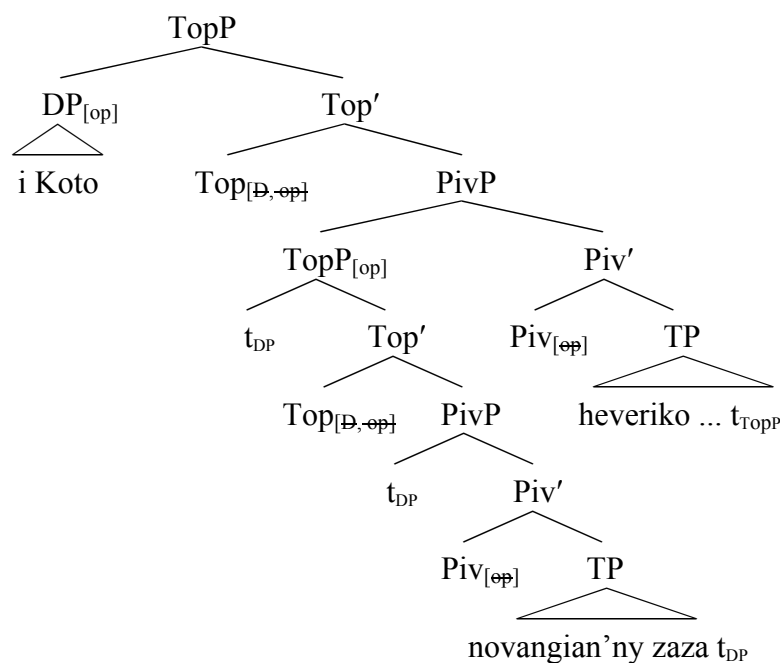 TopP
DP[op] Top′
i Koto Top[D, op] PivP
TopP[op] Piv′
tDP Top′ Piv[op] TP
Top[D, op] PivP heveriko ... tTopP
tDP Piv′
Piv[op] TP
novangian’ny zaza tDP